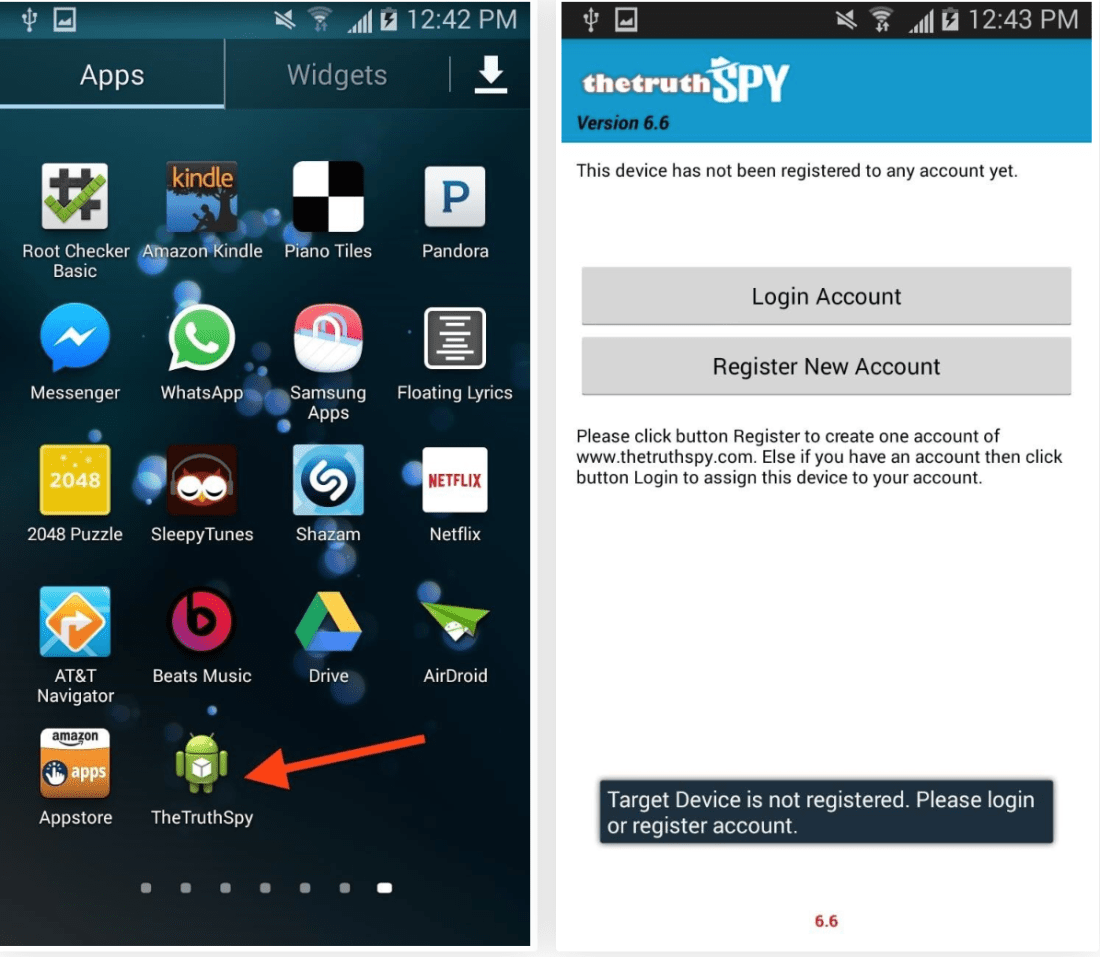 12:42 PM
Apps
Widgets
kindle
Root Checker
Basic
Amazon Kindle
Piano Tiles
P
Pandora
Messenger
WhatsApp
Samsung
Apps
Floating Lyrics
2048
NETFLIX
2048 Puzzle
SleepyTunes
Shazam
Netflix
b
AT&T
Navigator
Beats Music
Drive
AirDroid
amazon
apps
Appstore
TheTruthSpy
12:43 PM
thetruthSPY
Version 6.6
This device has not been registered to any account yet.
Login Account
Register New Account
Please click button Register to create one account of
www.thetruthspy.com. Else if you have an account then click
button Login to assign this device to your account.
Target Device is not registered. Please login
or register account.
6.6